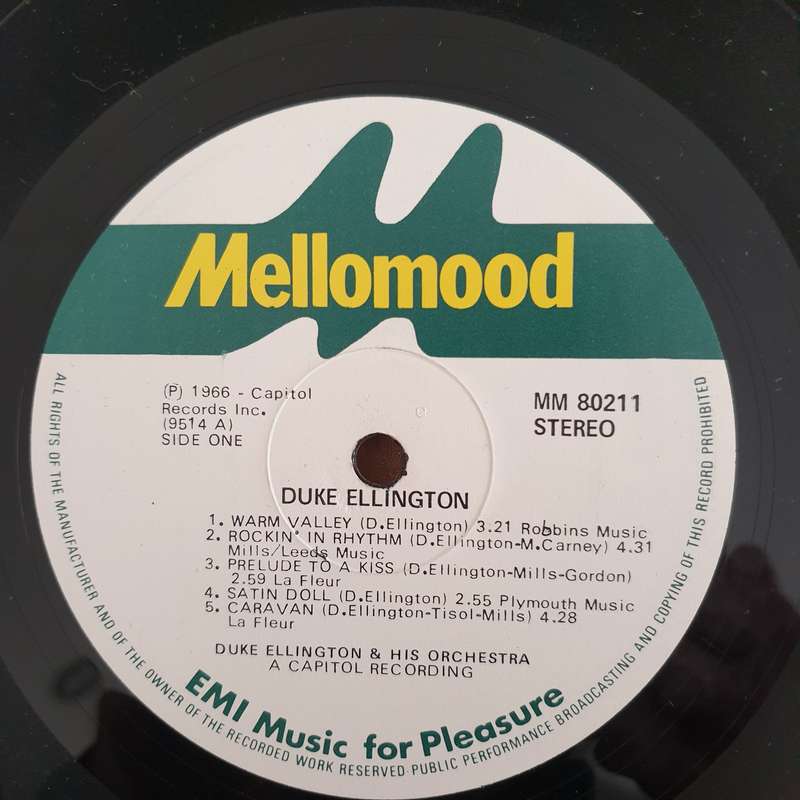 Mellomood
(P) 1966 - Capitol
Records Inc.
(9514 A)
SIDE ONE
MM 80211
STEREO
DUKE ELLINGTON
1. WARM VALLEY (D.Ellington) 3.21 Robbins Music
2. ROCKIN' IN RHYTHM (D.Ellington-M.Carney) 4.31
Mills/Leeds Music
3. PRELUDE TO A KISS (D.Ellington-Mills-Gordon)
2.59 La Fleur
4. SATIN DOLL (D.Ellington) 2.55 Plymouth Music
5. CARAVAN (D.Ellington-Tisol-Mills) 4.28
La Fleur
DUKE ELLINGTON & HIS ORCHESTRA
A CAPITOL RECORDING
EMI Music for Pleasure
ALL RIGHTS OF THE MANUFACTURER AND OF THE OWNER OF THE RECORDED WORK RESERVED·PUBLIC PERFORMANCE BROADCASTING AND COPYING OF THIS RECORD PROHIBITED